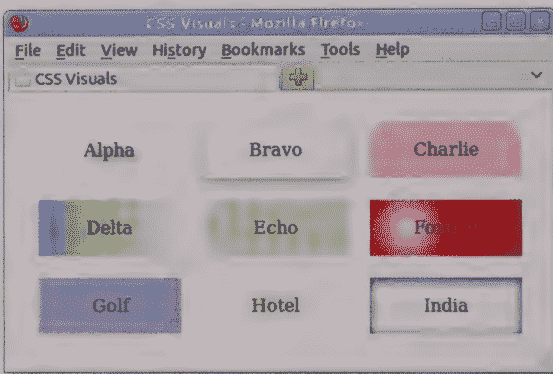 CSS Visuals - Mozilla Firefox
File Edit View History Bookmarks Tools Help
CSS Visuals
Alpha Bravo Charlie
Delta Echo
Golf Hotel India